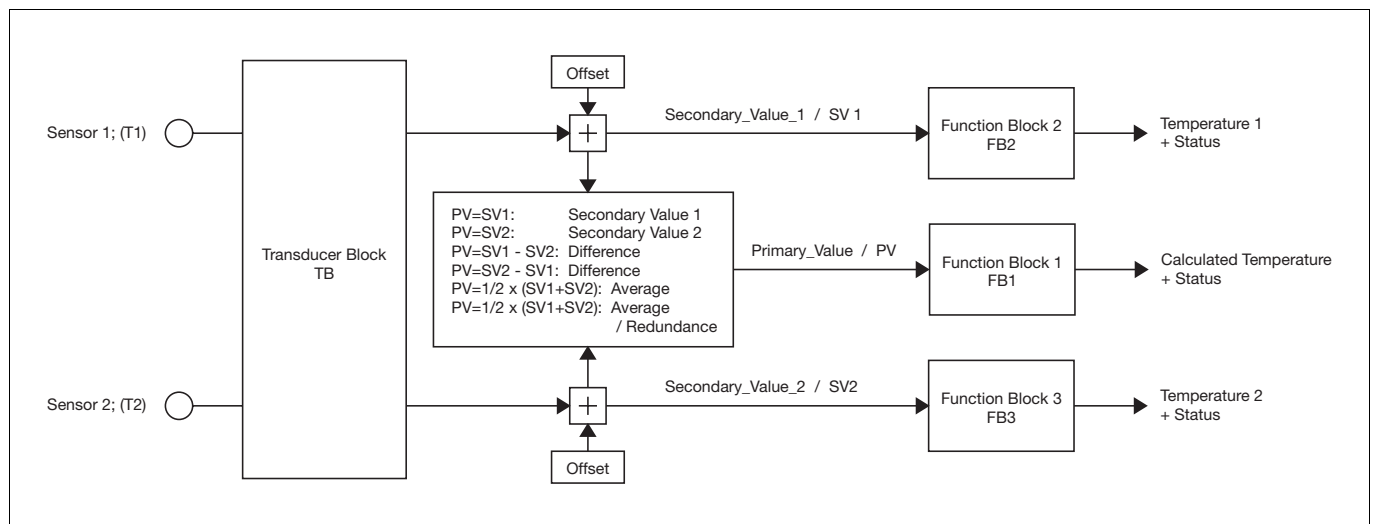 Offset
Sensor 1; (T1)
Secondary_Value_1 / SV 1
Function Block 2
FB2
Temperature 1
+ Status
Transducer Block
TB
PV=SV1: Secondary Value 1
PV=SV2: Secondary Value 2
PV=SV1 - SV2: Difference
PV=SV2 - SV1: Difference
PV=1/2 x (SV1+SV2): Average
PV=1/2 x (SV1+SV2): Average
/ Redundance
Primary_Value / PV
Function Block 1
FB1
Calculated Temperature
+ Status
Sensor 2; (T2)
Secondary_Value_2 / SV2
Function Block 3
FB3
Temperature 2
+ Status
Offset